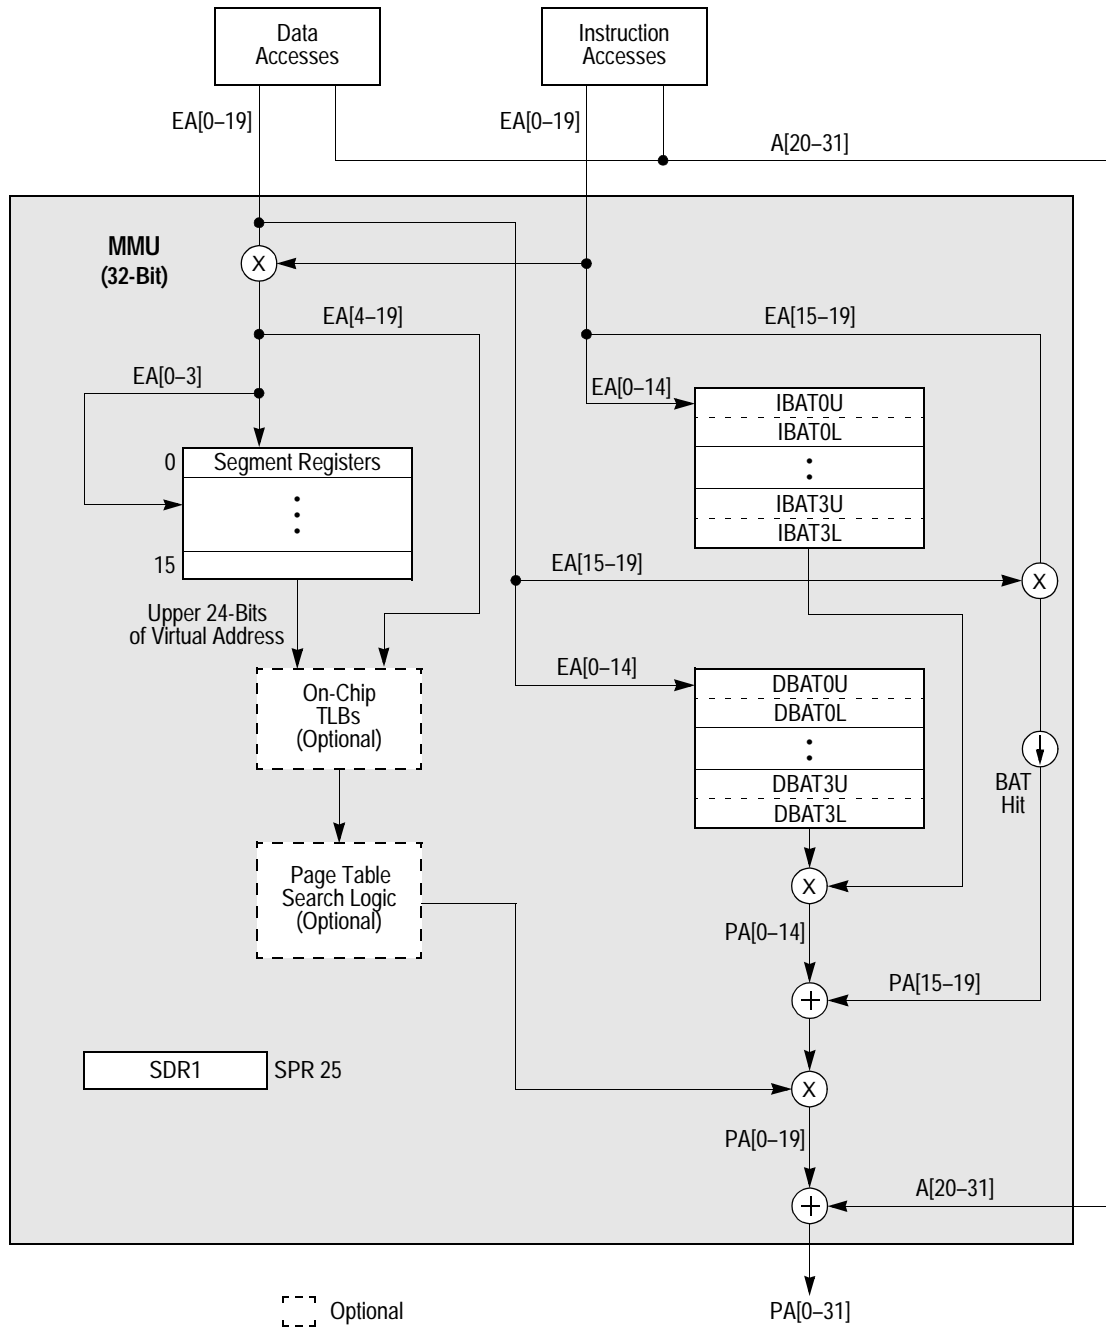 Data
Accesses
Instruction
Accesses
EA[0–19]
EA[0–19]
A[20–31]
MMU
(32-Bit)
X
EA[4–19]
EA[15–19]
EA[0–3]
EA[0–14]
IBAT0U
IBAT0L
IBAT3U
IBAT3L
0
Segment Registers
15
EA[15–19]
X
Upper 24-Bits
of Virtual Address
EA[0–14]
On-Chip
TLBs
(Optional)
DBAT0U
DBAT0L
DBAT3U
DBAT3L
BAT
Hit
Page Table
Search Logic
(Optional)
X
PA[0–14]
PA[15–19]
+
SDR1
SPR 25
X
PA[0–19]
A[20–31]
+
Optional
PA[0–31]